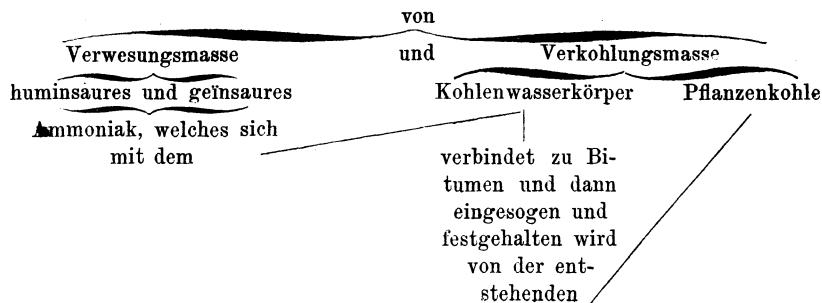 von
Verwesungsmasse und Verkohlungsmasse
huminsaures und geïnsaures Kohlenwasserkörper Pflanzenkohle
Ammoniak, welches sich
mit dem
verbindet zu Bi-
tumen und dann
eingesogen und
festgehalten wird
von der ent-
stehenden